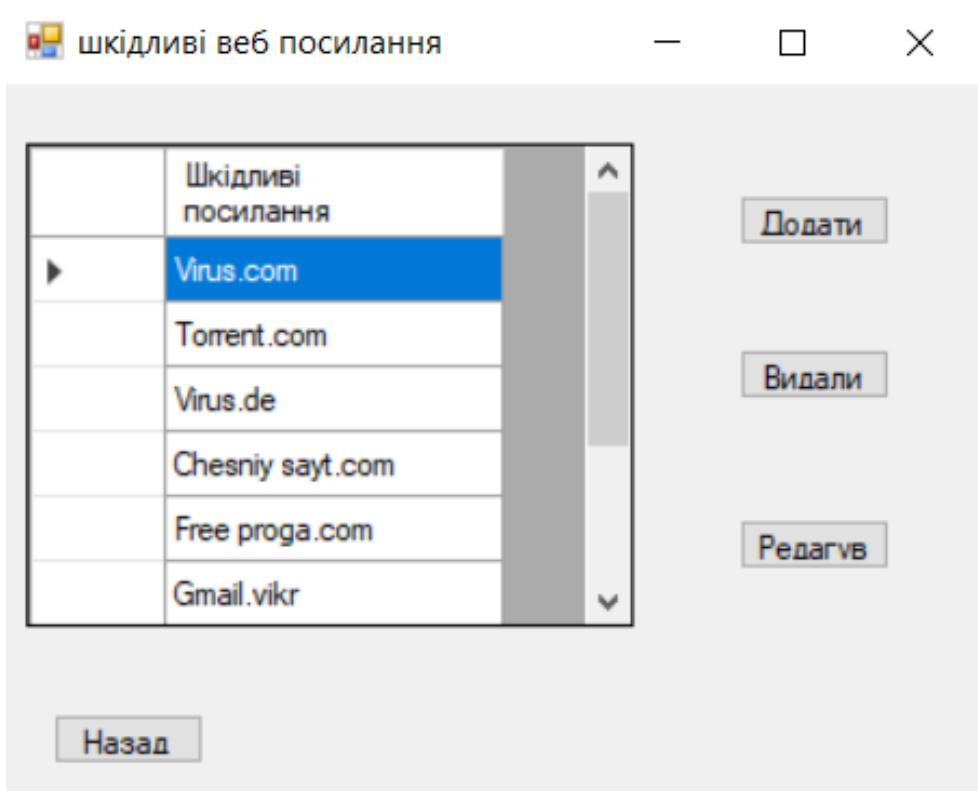 шкідливі веб посилання
Шкідливі
посилання
Virus.com
Torrent.com
Virus.de
Chesniy sayt.com
Free proga.com
Gmail.vikr
Додати
Видали
Редагув
Назад